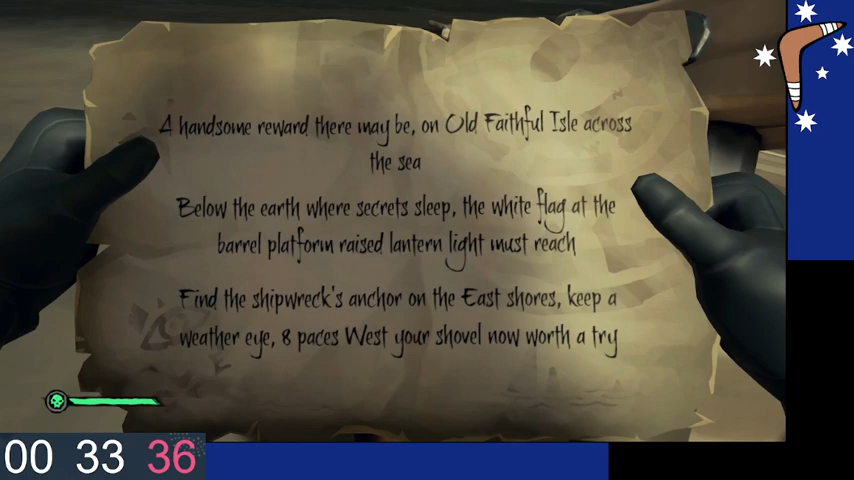 A handsome reward there may be, on Old Faithful Isle across
the sea
Below the earth where secrets sleep, the white flag at the
barrel platform raised lantern light must reach
Find the shipwreck's anchor on the East shores, keep a
weather eye, 8 paces West your shovel now worth a try
00 33 36